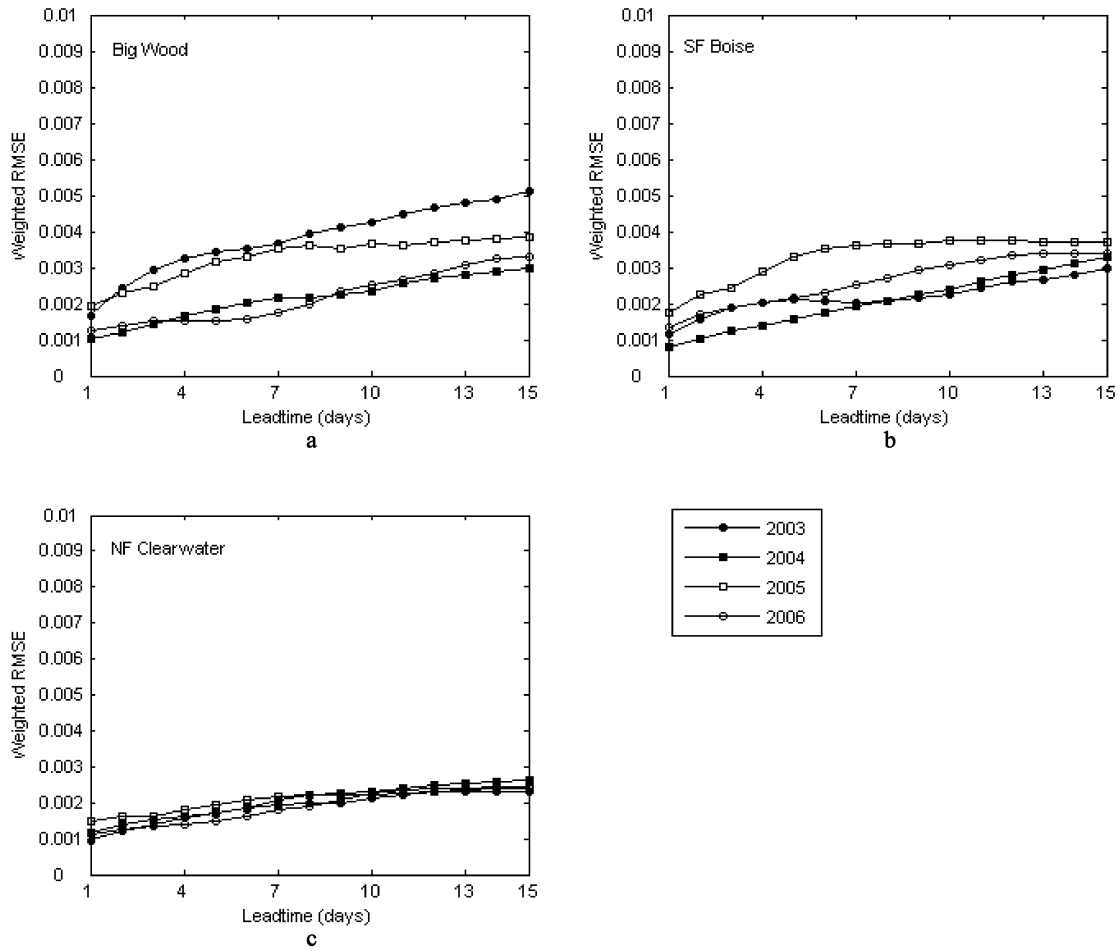 0.01
0.009
0.008
0.007
0.006
0.005
0.004
0.003
0.002
0.001
0
Weighted RMSE
Big Wood
1 4 7 10 13 15
Leadtime (days)
a
0.01
0.009
0.008
0.007
0.006
0.005
0.004
0.003
0.002
0.001
0
Weighted RMSE
SF Boise
1 4 7 10 13 15
Leadtime (days)
b
0.01
0.009
0.008
0.007
0.006
0.005
0.004
0.003
0.002
0.001
0
Weighted RMSE
NF Clearwater
1 4 7 10 13 15
Leadtime (days)
c
2003
2004
2005
2006